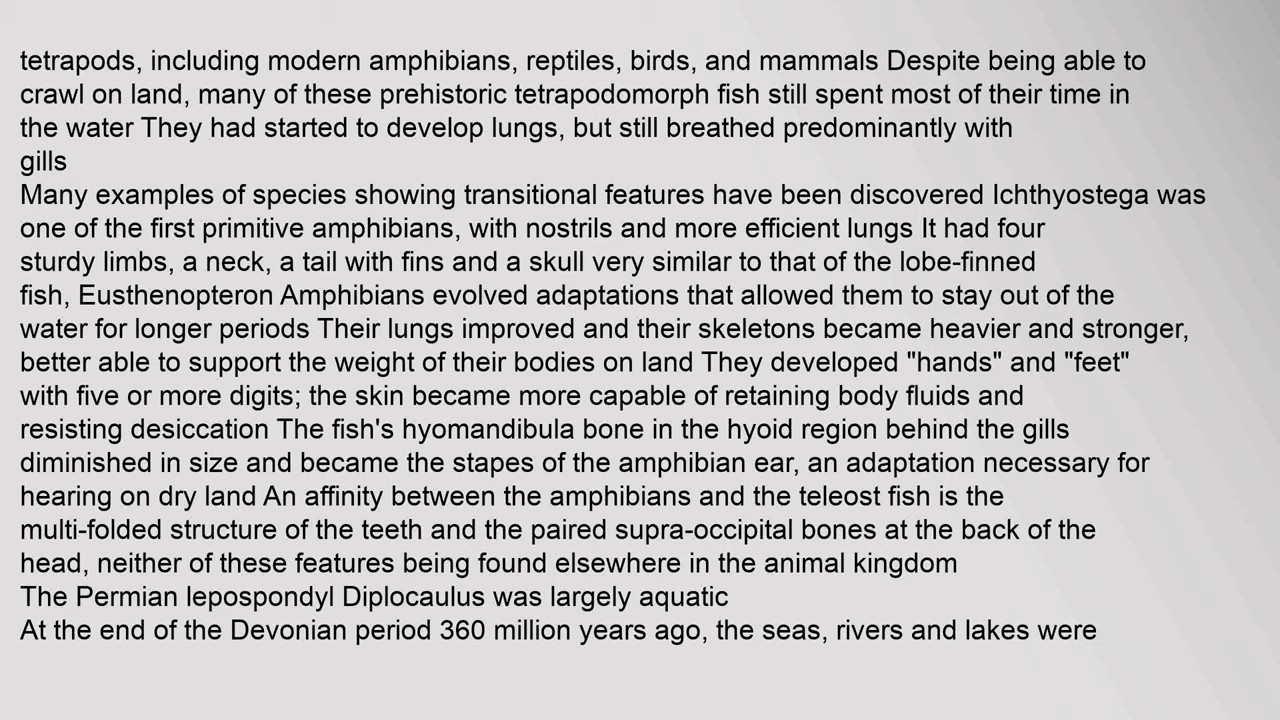 tetrapods, including modern amphibians, reptiles, birds, and mammals Despite being able to
crawl on land, many of these prehistoric tetrapodomorph fish still spent most of their time in
the water They had started to develop lungs, but still breathed predominantly with
gills
Many examples of species showing transitional features have been discovered Ichthyostega was
one of the first primitive amphibians, with nostrils and more efficient lungs It had four
sturdy limbs, a neck, a tail with fins and a skull very similar to that of the lobe-finned
fish, Eusthenopteron Amphibians evolved adaptations that allowed them to stay out of the
water for longer periods Their lungs improved and their skeletons became heavier and stronger,
better able to support the weight of their bodies on land They developed "hands" and "feet"
with five or more digits; the skin became more capable of retaining body fluids and
resisting desiccation The fish's hyomandibula bone in the hyoid region behind the gills
diminished in size and became the stapes of the amphibian ear, an adaptation necessary for
hearing on dry land An affinity between the amphibians and the teleost fish is the
multi-folded structure of the teeth and the paired supra-occipital bones at the back of the
head, neither of these features being found elsewhere in the animal kingdom
The Permian lepospondyl Diplocaulus was largely aquatic
At the end of the Devonian period 360 million years ago, the seas, rivers and lakes were